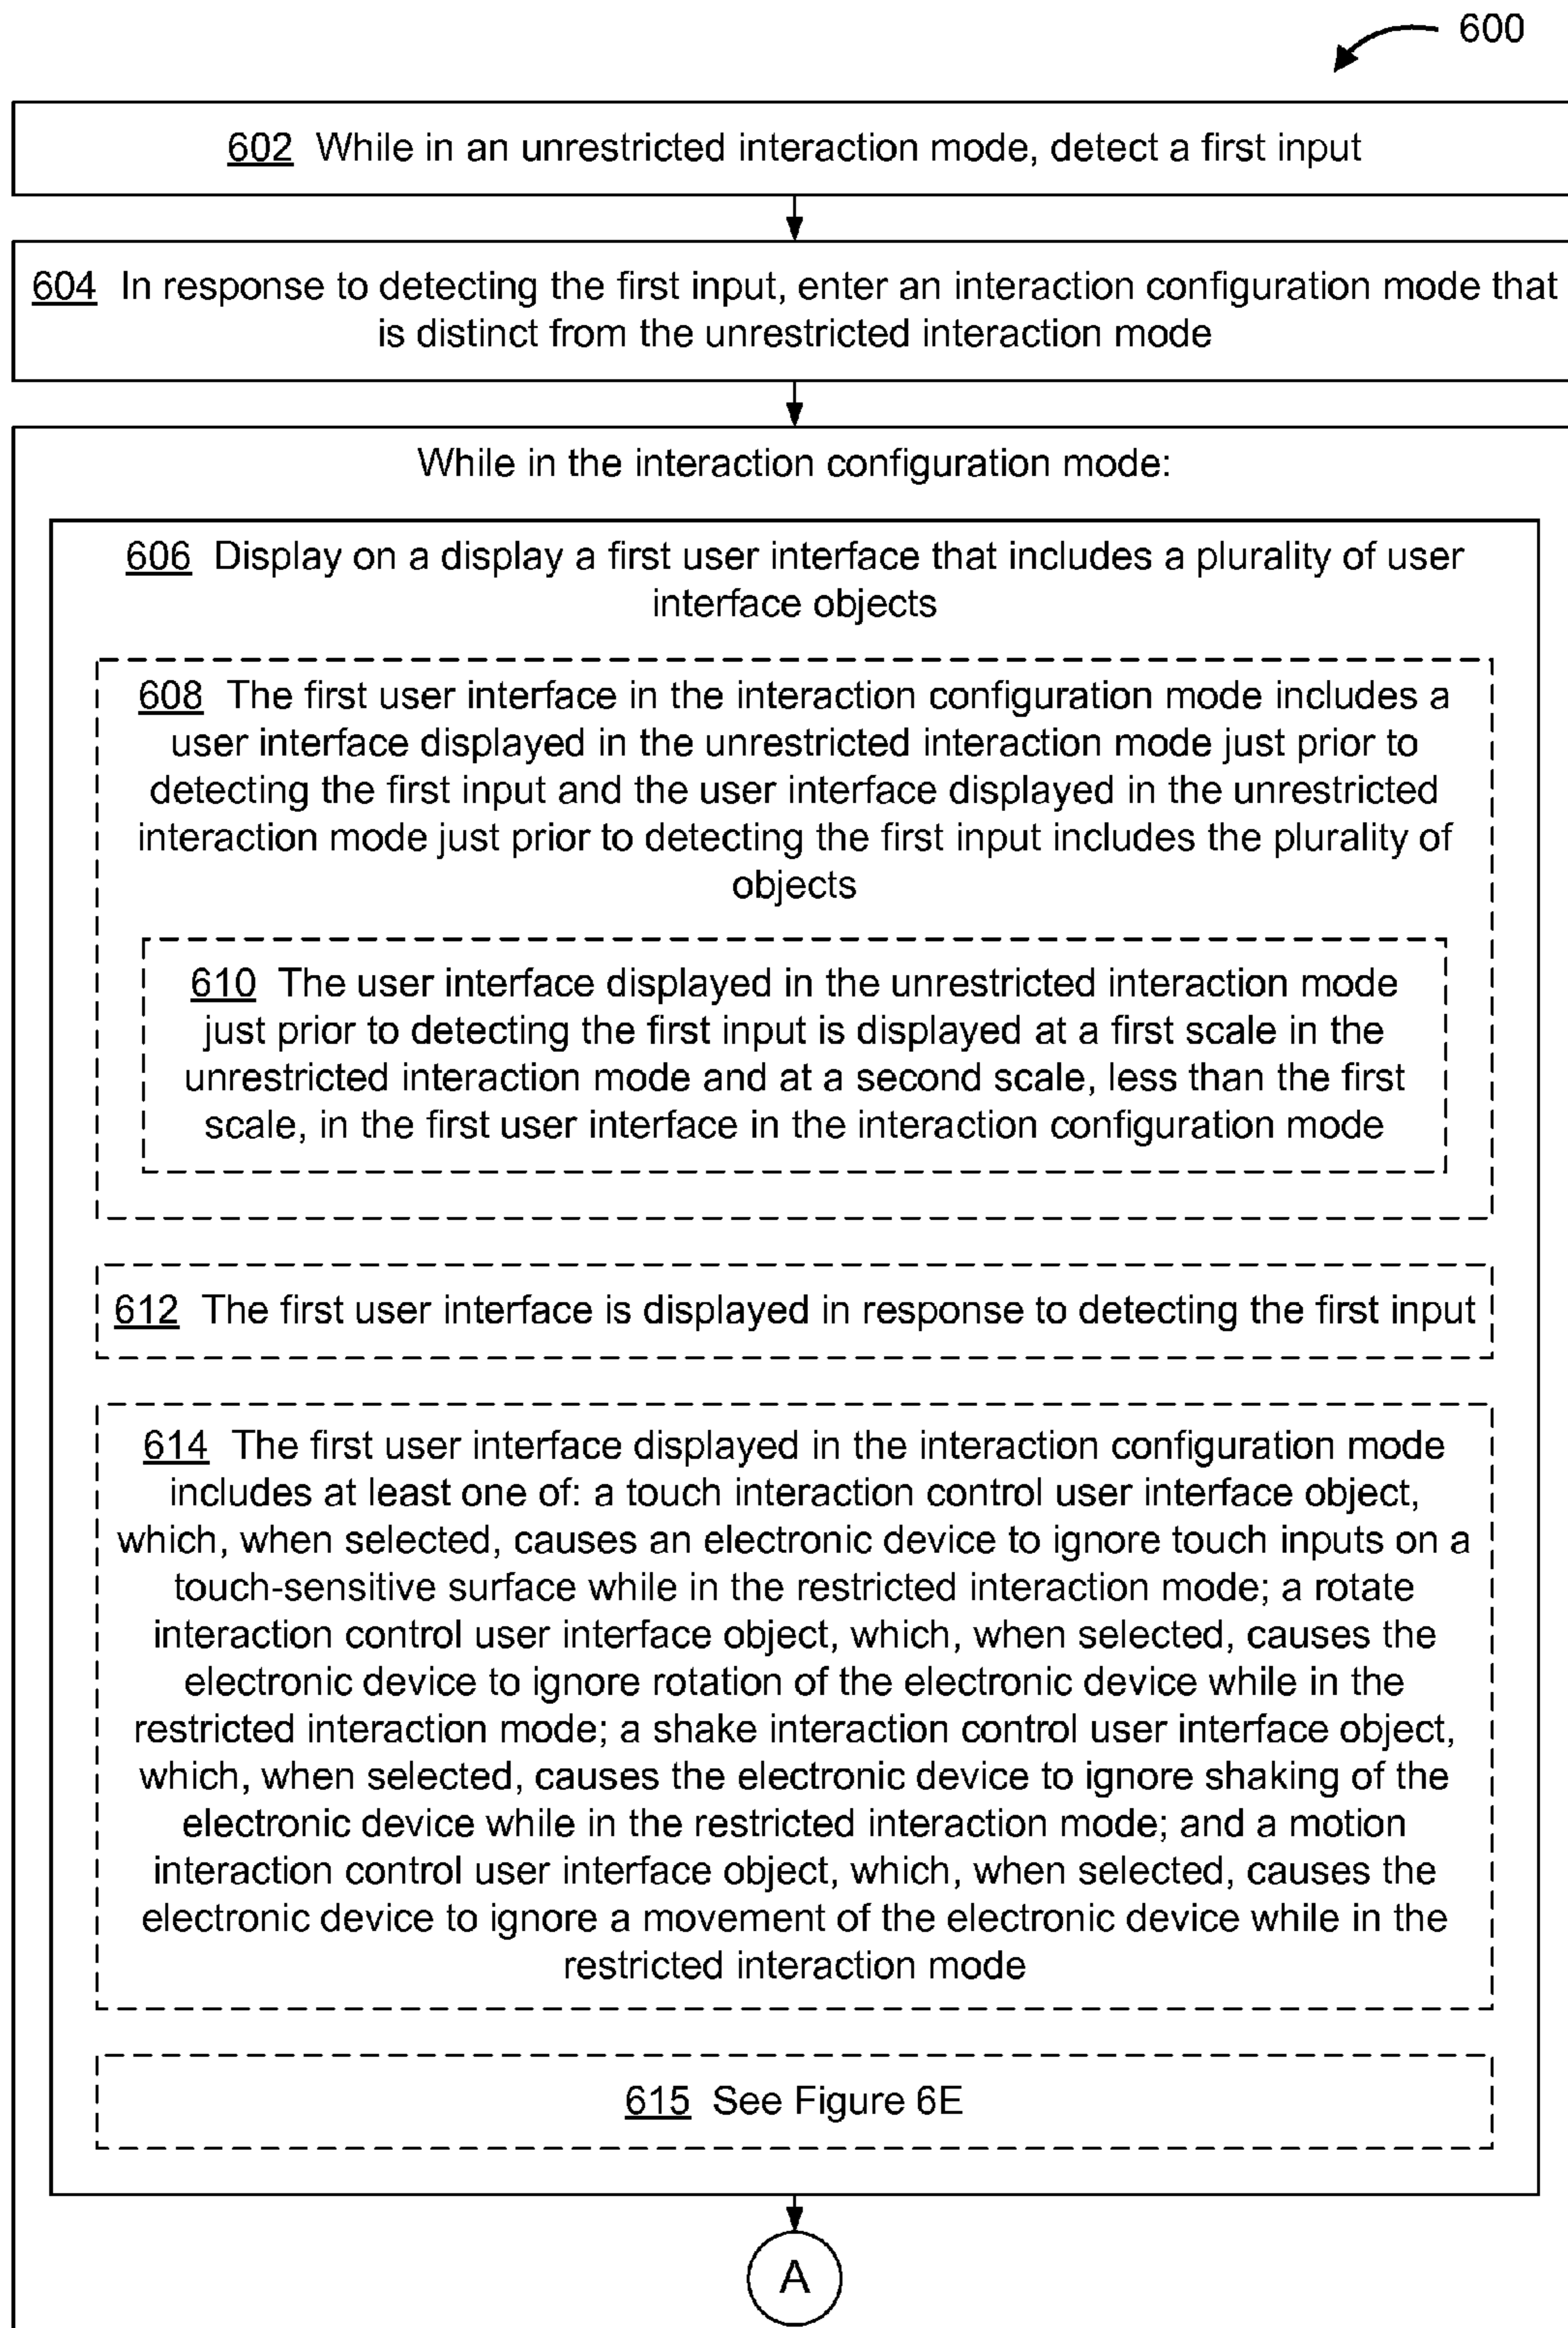 600
602 While in an unrestricted interaction mode, detect a first input
604 In response to detecting the first input, enter an interaction configuration mode that
is distinct from the unrestricted interaction mode
While in the interaction configuration mode:
606 Display on a display a first user interface that includes a plurality of user
interface objects
608 The first user interface in the interaction configuration mode includes a
user interface displayed in the unrestricted interaction mode just prior to
detecting the first input and the user interface displayed in the unrestricted
interaction mode just prior to detecting the first input includes the plurality of
objects
610 The user interface displayed in the unrestricted interaction mode
just prior to detecting the first input is displayed at a first scale in the
unrestricted interaction mode and at a second scale, less than the first
scale, in the first user interface in the interaction configuration mode
612 The first user interface is displayed in response to detecting the first input
614 The first user interface displayed in the interaction configuration mode
includes at least one of: a touch interaction control user interface object,
which, when selected, causes an electronic device to ignore touch inputs on a
touch-sensitive surface while in the restricted interaction mode; a rotate
interaction control user interface object, which, when selected, causes the
electronic device to ignore rotation of the electronic device while in the
restricted interaction mode; a shake interaction control user interface object,
which, when selected, causes the electronic device to ignore shaking of the
electronic device while in the restricted interaction mode; and a motion
interaction control user interface object, which, when selected, causes the
electronic device to ignore a movement of the electronic device while in the
restricted interaction mode
615 See Figure 6E
A